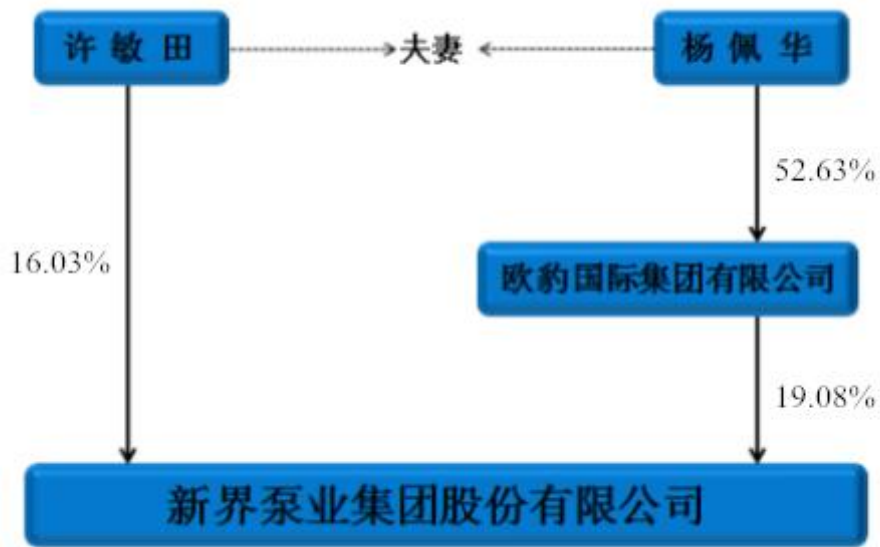 许敏田
夫妻
杨佩华
52.63%
16.03%
欧豹国际集团有限公司
19.08%
新界泵业集团股份有限公司